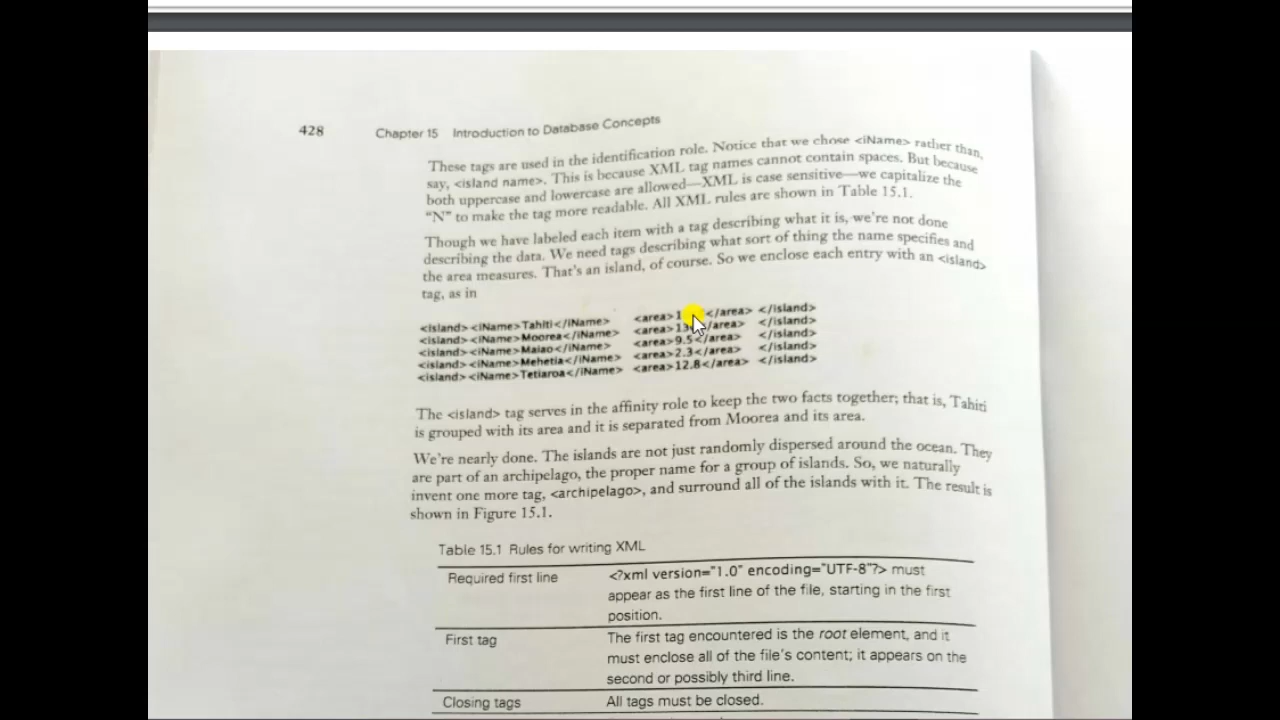 428 Chapter 15 Introduction to Database Concepts
These tags are used in the identification role. Notice that we chose <iName> rather than,
say, <island name>. This is because XML tag names cannot contain spaces. But because
both uppercase and lowercase are allowed—XML is case sensitive—we capitalize the
“N” to make the tag more readable. All XML rules are shown in Table 15.1.
Though we have labeled each item with a tag describing what it is, we're not done
describing the data. We need tags describing what sort of thing the name specifies and
the area measures. That's an island, of course. So we enclose each entry with an <island>
tag, as in
<island> <iName>Tahiti</iName> <area> </area> </island>
<island> <iName>Moorea</iName> <area> </area> </island>
<island> <iName>Maiao</iName> <area>9.5</area> </island>
<island> <iName>Mehetia</iName> <area>2.3</area> </island>
<island> <iName>Tetiaroa</iName> <area>12.8</area> </island>
The <island> tag serves in the affinity role to keep the two facts together; that is, Tahiti
is grouped with its area and it is separated from Moorea and its area.
We're nearly done. The islands are not just randomly dispersed around the ocean. They
are part of an archipelago, the proper name for a group of islands. So, we naturally
invent one more tag, <archipelago>, and surround all of the islands with it. The result is
shown in Figure 15.1.
Table 15.1 Rules for writing XML
Required first line <?xml version="1.0" encoding="UTF-8"?> must
appear as the first line of the file, starting in the first
position.
First tag The first tag encountered is the root element, and it
must enclose all of the file's content; it appears on the
second or possibly third line.
Closing tags All tags must be closed.